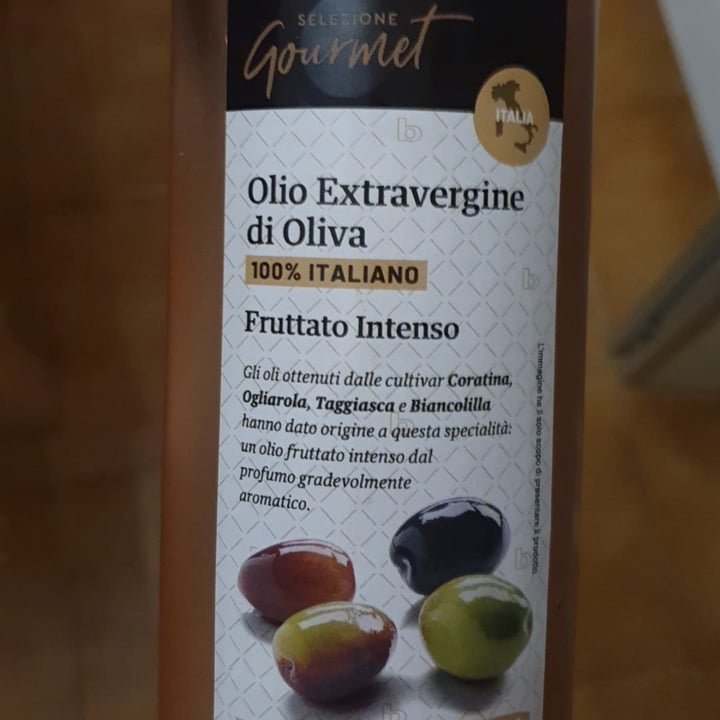 SELEZIONE
Gourmet
ITALIA
Olio Extravergine
di Oliva
100% ITALIANO
Fruttato Intenso
Gli oli ottenuti dalle cultivar Coratina,
Ogliarola, Taggiasca e Biancolilla
hanno dato origine a questa specialità:
un olio fruttato intenso dal
profumo gradevolmente
aromatico.
L'immagine ha il solo scopo di presentare il prodotto